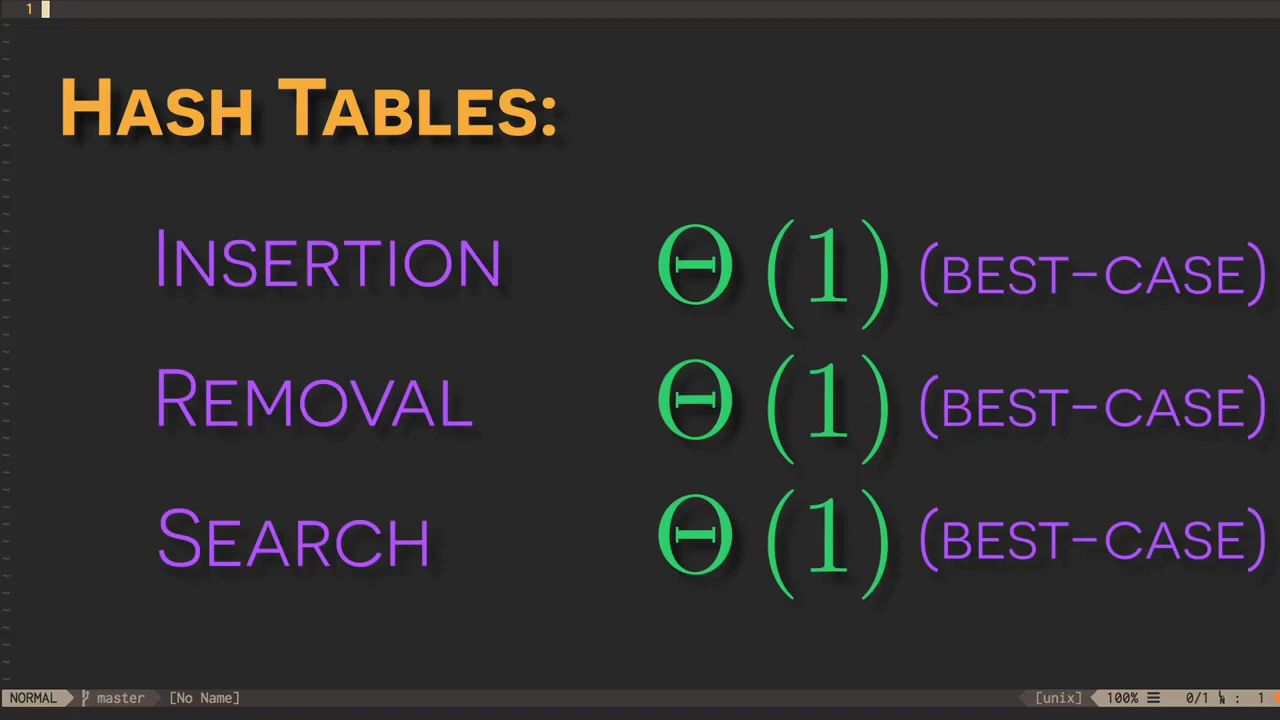 1
Hash Tables:
Insertion Θ (1) (best-case)
Removal Θ (1) (best-case)
Search Θ (1) (best-case)
NORMAL master [No Name] [unix] 100% ☰ 0/1 ㏑ : 1